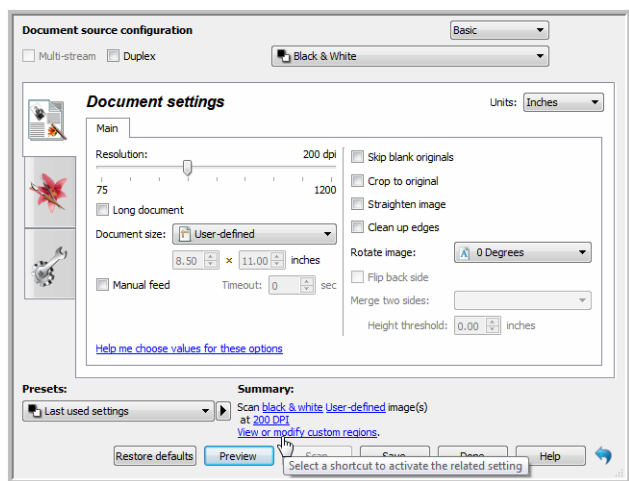 Document source configuration
Basic
Multi-stream
Duplex
Black & White
Document settings
Units:
Inches
Main
Resolution:
200 dpi
75
1200
Long document
Document size:
User-defined
8.50 × 11.00 inches
Manual feed
Timeout: 0 sec
Help me choose values for these options
Skip blank originals
Crop to original
Straighten image
Clean up edges
Rotate image:
0 Degrees
Flip back side
Merge two sides:
Height threshold: 0.00 inches
Presets:
Last used settings
Summary:
Scan black & white User-defined image(s)
at 200 DPI
View or modify custom regions.
Restore defaults
Preview
Scan
Save
Done
Help
Select a shortcut to activate the related setting